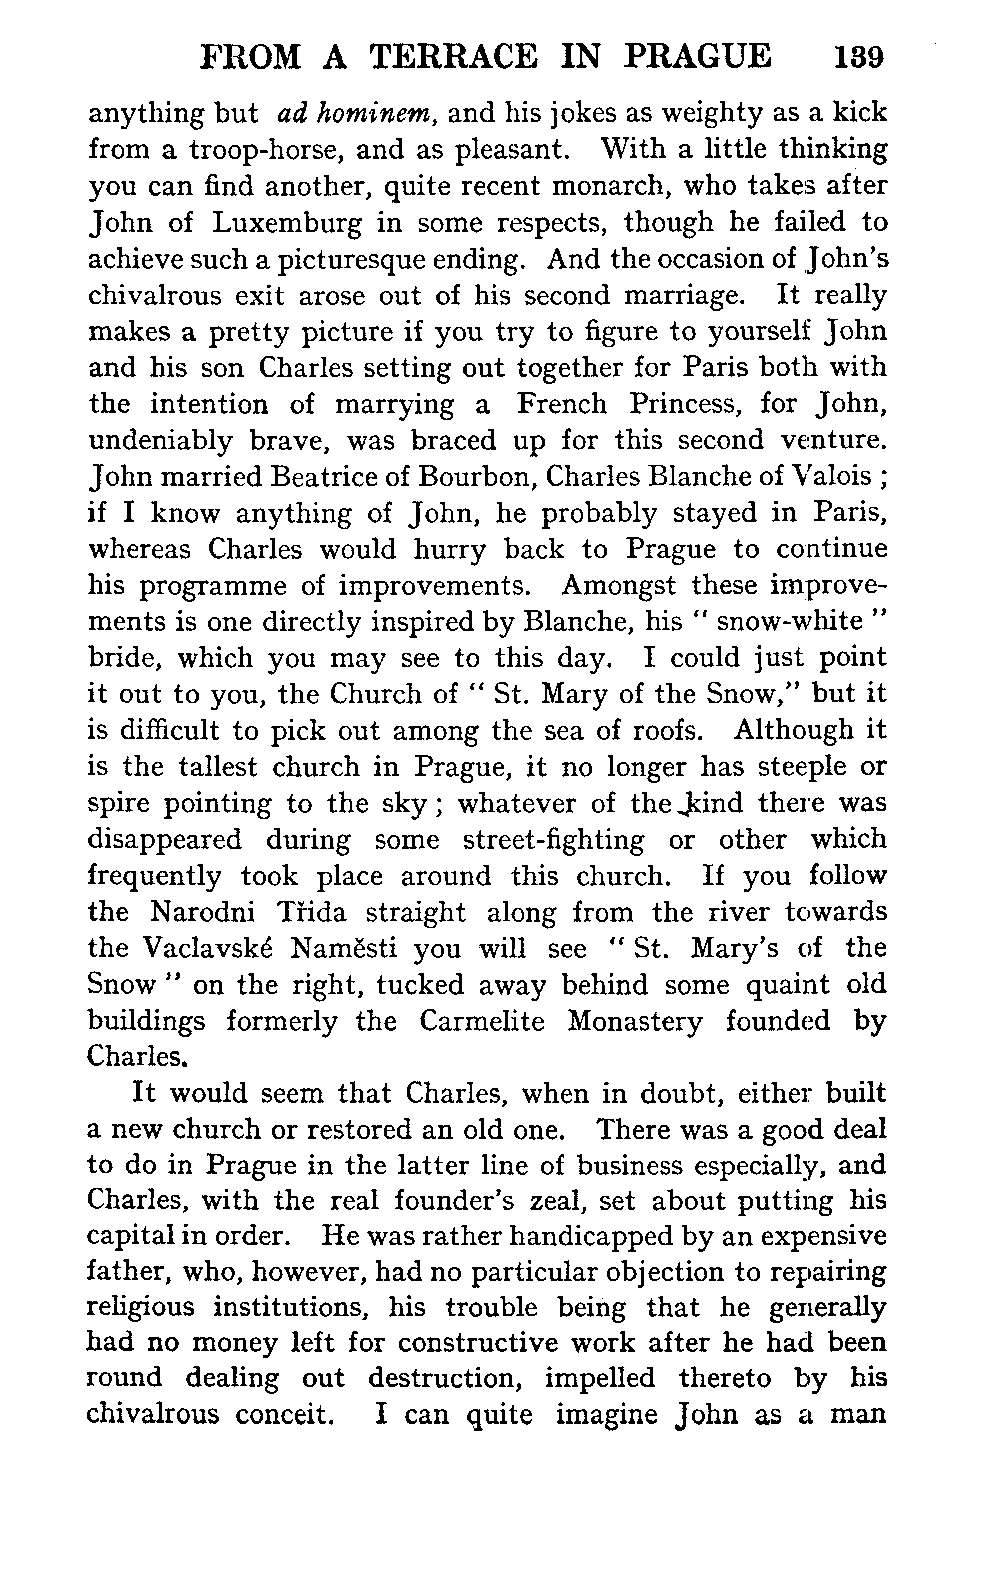 FROM A TERRACE IN PRAGUE 139
anything but ad hominem, and his jokes as weighty as a kick
from a troop-horse, and as pleasant. With a little thinking
you can find another, quite recent monarch, who takes after
John of Luxemburg in some respects, though he failed to
achieve such a picturesque ending. And the occasion of John's
chivalrous exit arose out of his second marriage. It really
makes a pretty picture if you try to figure to yourself John
and his son Charles setting out together for Paris both with
the intention of marrying a French Princess, for John,
undeniably brave, was braced up for this second venture.
John married Beatrice of Bourbon, Charles Blanche of Valois ;
if I know anything of John, he probably stayed in Paris,
whereas Charles would hurry back to Prague to continue
his programme of improvements. Amongst these improve-
ments is one directly inspired by Blanche, his " snow-white "
bride, which you may see to this day. I could just point
it out to you, the Church of " St. Mary of the Snow," but it
is difficult to pick out among the sea of roofs. Although it
is the tallest church in Prague, it no longer has steeple or
spire pointing to the sky ; whatever of the kind there was
disappeared during some street-fighting or other which
frequently took place around this church. If you follow
the Narodni Třida straight along from the river towards
the Vaclavské Naměsti you will see " St. Mary's of the
Snow " on the right, tucked away behind some quaint old
buildings formerly the Carmelite Monastery founded by
Charles.
It would seem that Charles, when in doubt, either built
a new church or restored an old one. There was a good deal
to do in Prague in the latter line of business especially, and
Charles, with the real founder's zeal, set about putting his
capital in order. He was rather handicapped by an expensive
father, who, however, had no particular objection to repairing
religious institutions, his trouble being that he generally
had no money left for constructive work after he had been
round dealing out destruction, impelled thereto by his
chivalrous conceit. I can quite imagine John as a man